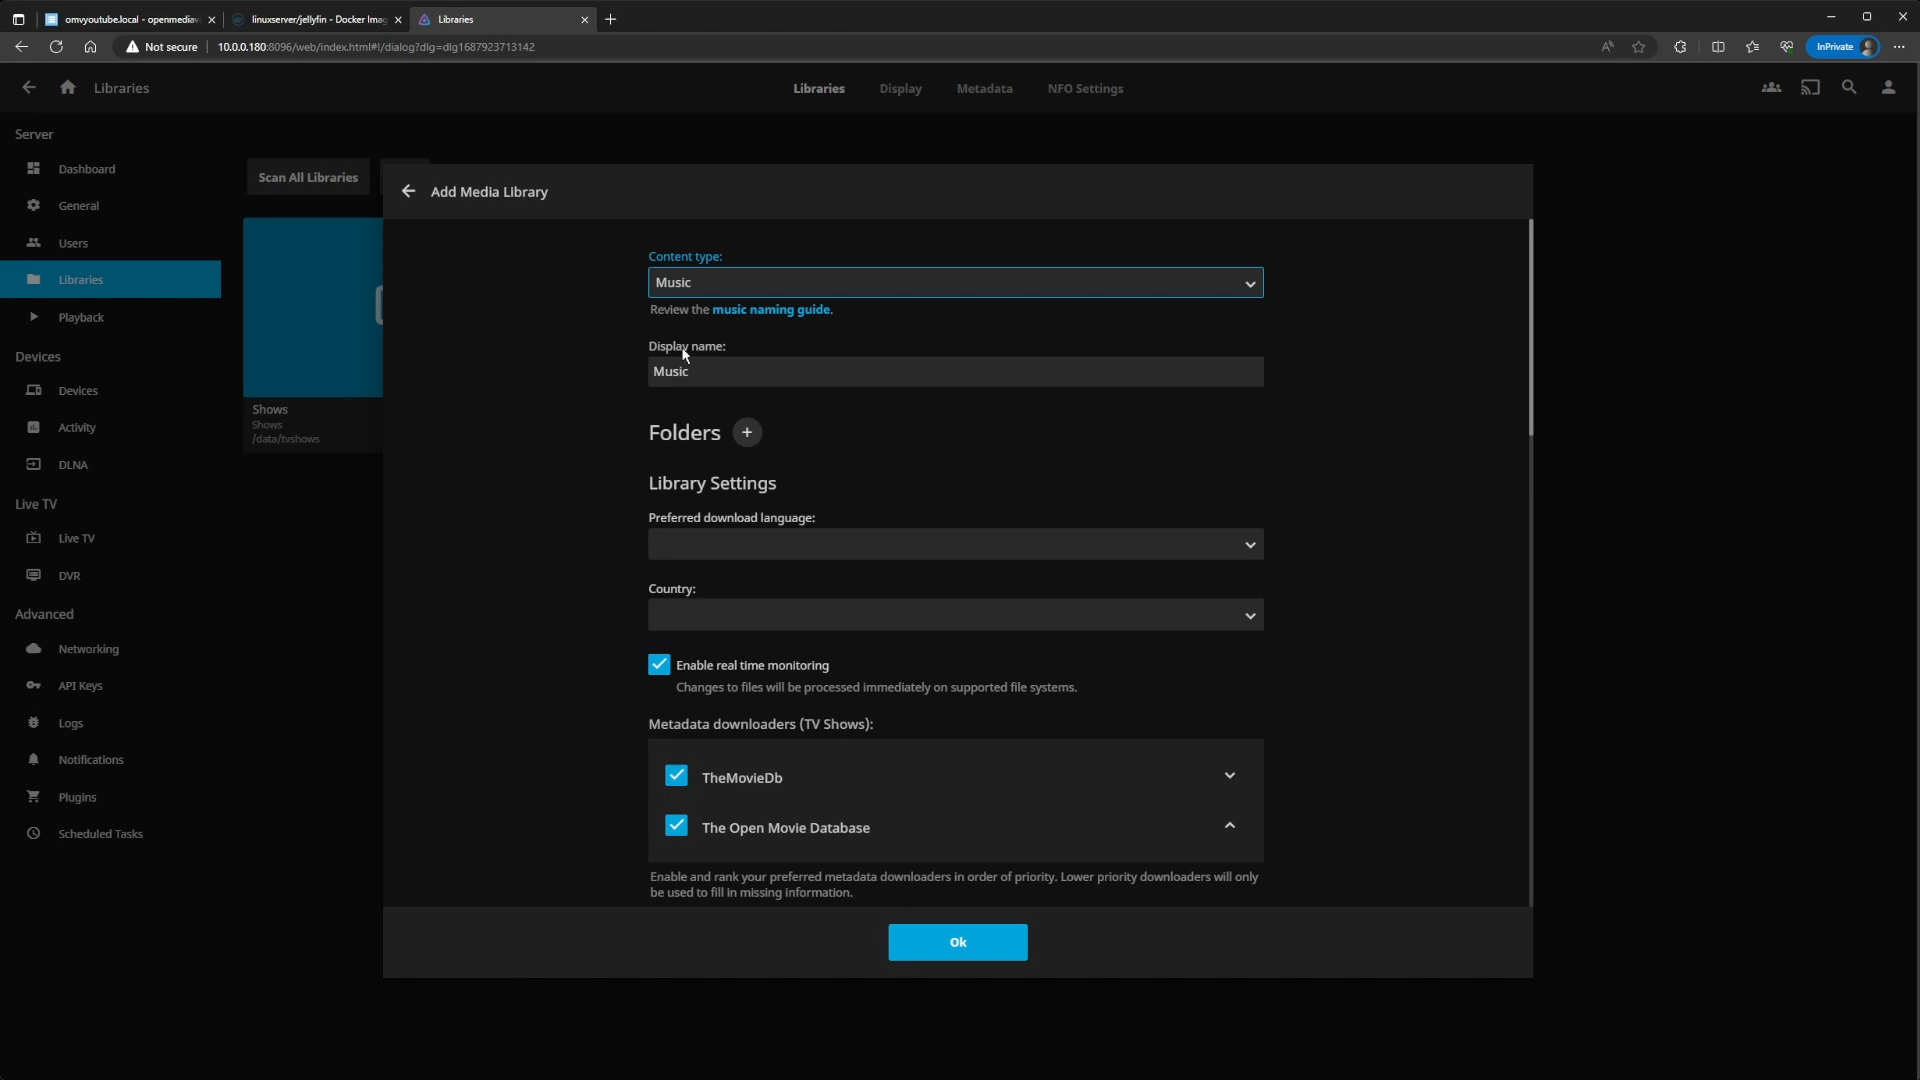 omvyoutube.local - openmediav
linuxserver/jellyfin - Docker Imag
Libraries
Not secure
10.0.0.180:8096/web/index.html#!/dialog?dlg=dlg1687923713142
InPrivate
Libraries
Libraries
Display
Metadata
NFO Settings
Server
Dashboard
General
Users
Libraries
Playback
Devices
Devices
Activity
DLNA
Live TV
Live TV
DVR
Advanced
Networking
API Keys
Logs
Notifications
Plugins
Scheduled Tasks
Scan All Libraries
Shows
Shows
/data/tvshows
Add Media Library
Content type:
Music
Review the music naming guide.
Display name:
Music
Folders
Library Settings
Preferred download language:
Country:
Enable real time monitoring
Changes to files will be processed immediately on supported file systems.
Metadata downloaders (TV Shows):
TheMovieDb
The Open Movie Database
Enable and rank your preferred metadata downloaders in order of priority. Lower priority downloaders will only
be used to fill in missing information.
Ok